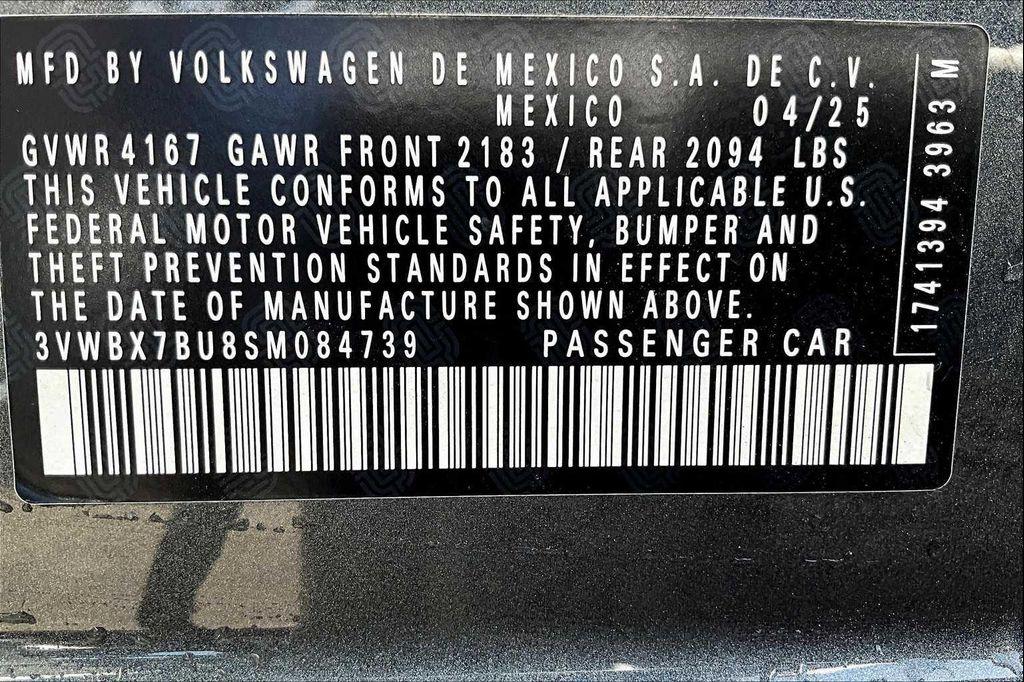 MFD BY VOLKSWAGEN DE MEXICO S.A. DE C.V.
MEXICO 04/25
GVWR 4167 GAWR FRONT 2183 / REAR 2094 LBS
THIS VEHICLE CONFORMS TO ALL APPLICABLE U.S.
FEDERAL MOTOR VEHICLE SAFETY, BUMPER AND
THEFT PREVENTION STANDARDS IN EFFECT ON
THE DATE OF MANUFACTURE SHOWN ABOVE.
3VWBX7BU8SM084739 PASSENGER CAR
1741394 3963 M